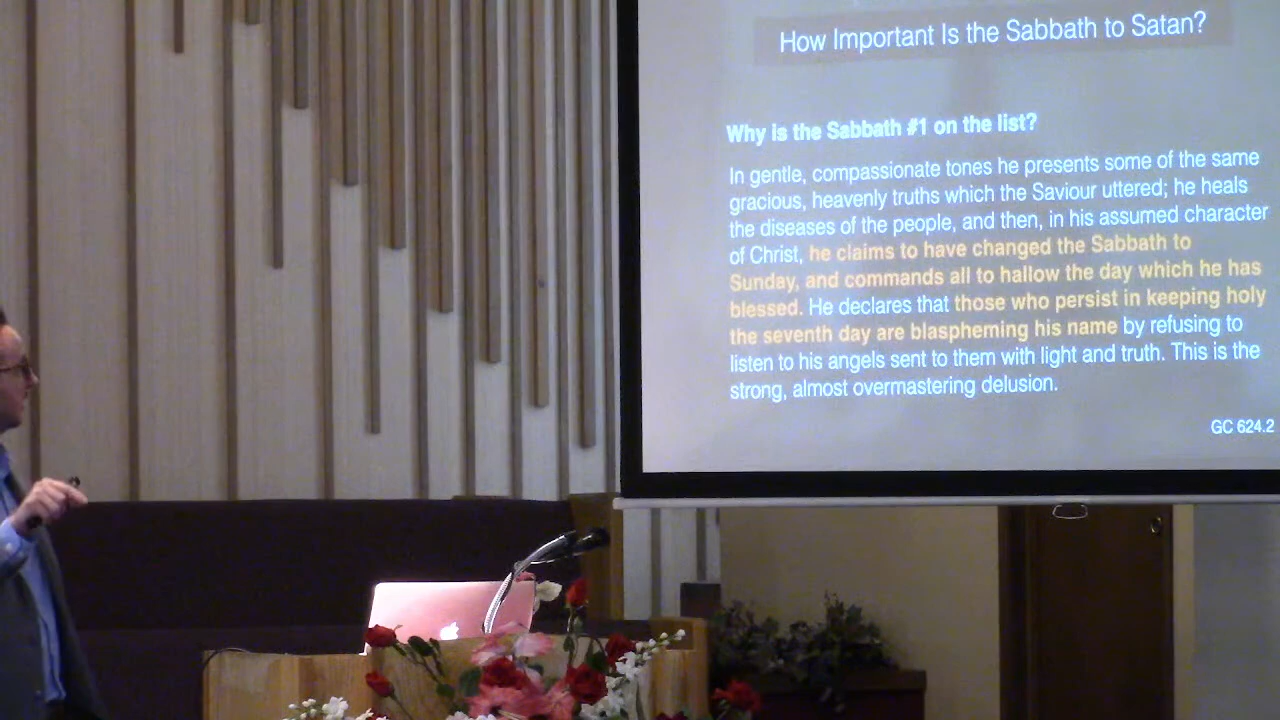 How Important Is the Sabbath to Satan?
Why is the Sabbath #1 on the list?
In gentle, compassionate tones he presents some of the same
gracious, heavenly truths which the Saviour uttered; he heals
the diseases of the people, and then, in his assumed character
of Christ, he claims to have changed the Sabbath to
Sunday, and commands all to hallow the day which he has
blessed. He declares that those who persist in keeping holy
the seventh day are blaspheming his name by refusing to
listen to his angels sent to them with light and truth. This is the
strong, almost overmastering delusion.
GC 624.2